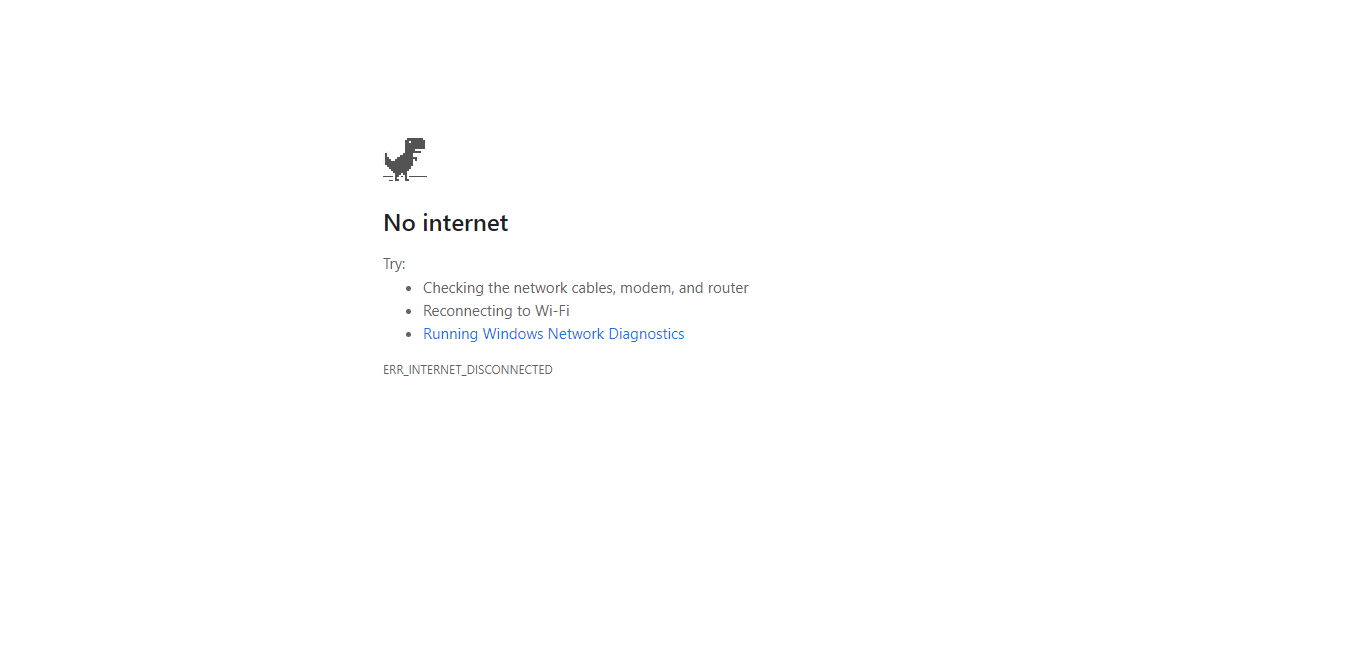 No internet
Try:
Checking the network cables, modem, and router
Reconnecting to Wi-Fi
Running Windows Network Diagnostics
ERR_INTERNET_DISCONNECTED